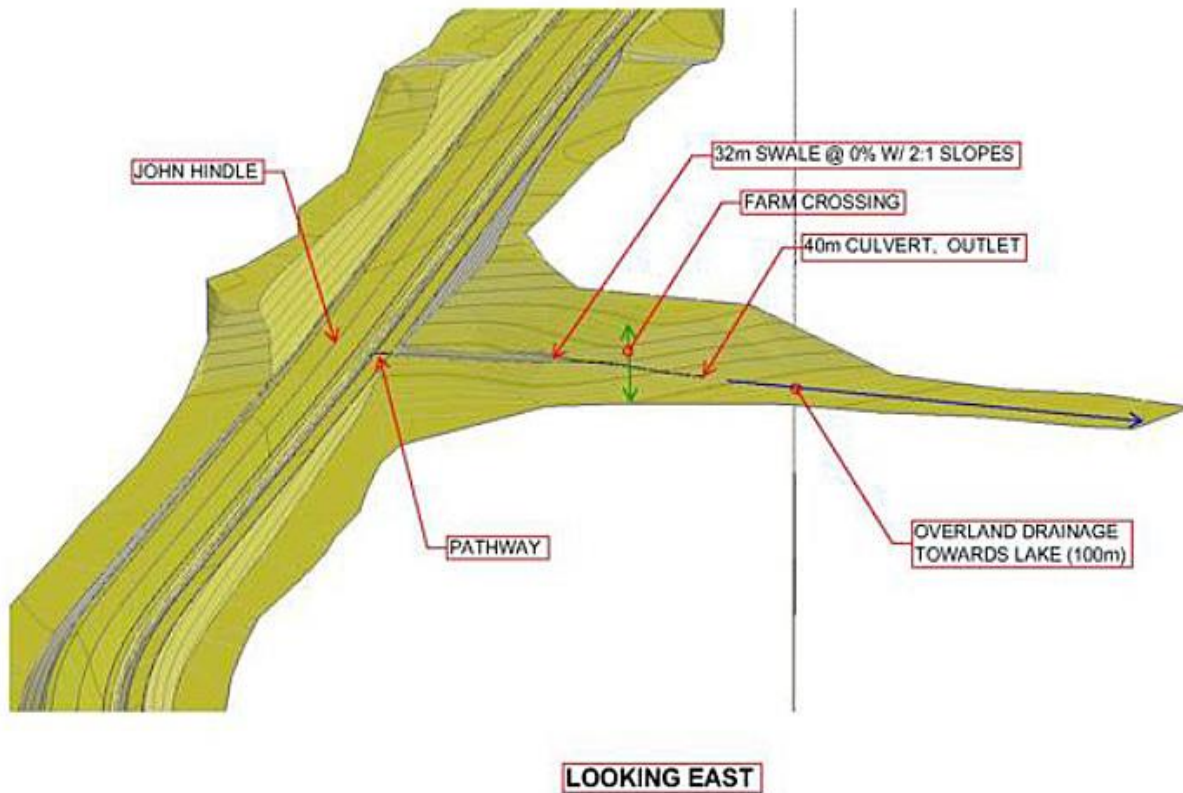 32m SWALE @ 0% W/ 2:1 SLOPES
JOHN HINDLE
FARM CROSSING
40m CULVERT, OUTLET
PATHWAY
OVERLAND DRAINAGE
TOWARDS LAKE (100m)
LOOKING EAST